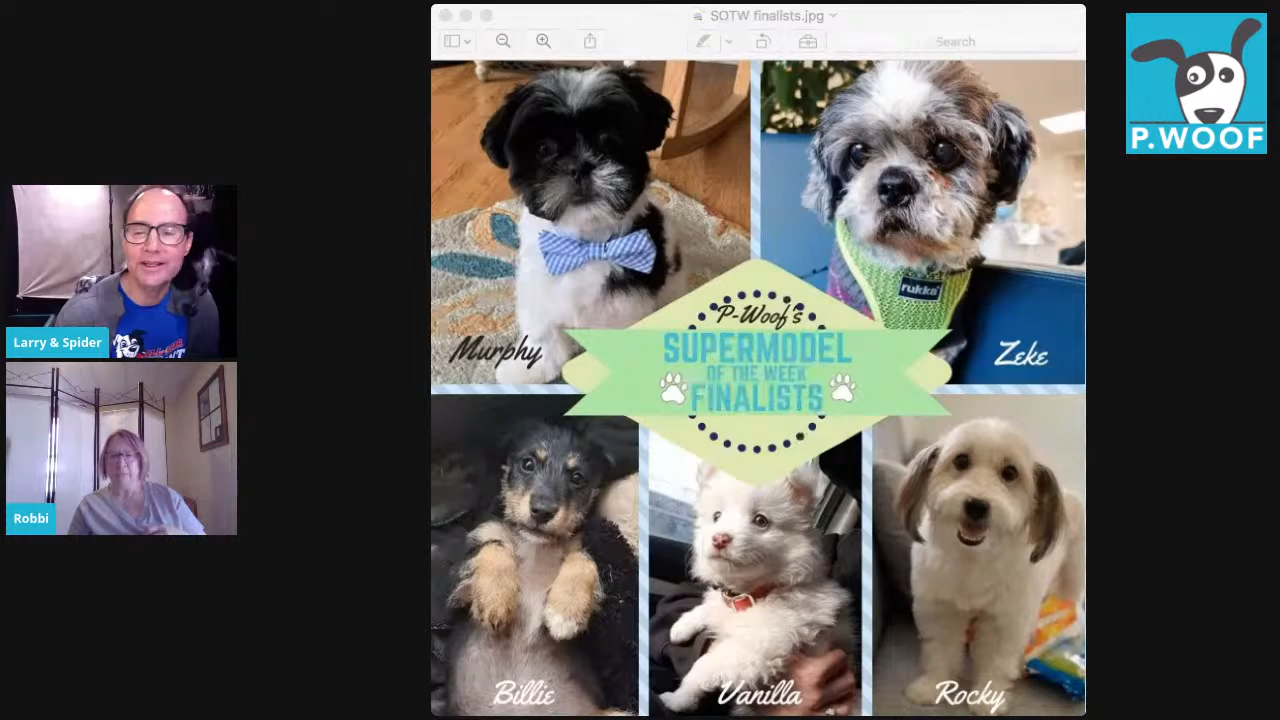 SOTW finalists.jpg
Search
P.WOOF
rukka
Larry & Spider
Robbi
P-Woof's
SUPERMODEL
OF THE WEEK
FINALISTS
Murphy
Zeke
Billie
Vanilla
Rocky